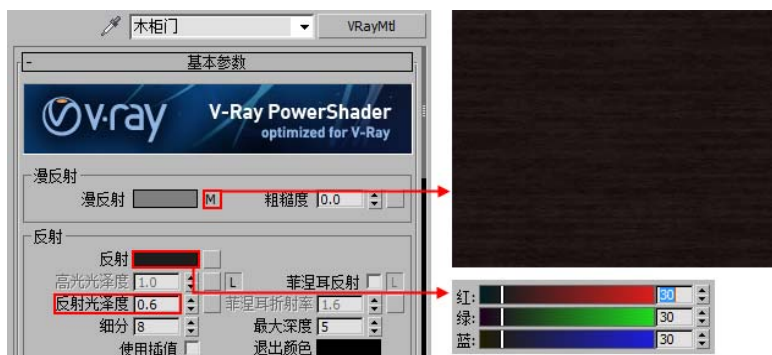 木柜门 VRayMtl
- 基本参数
v·ray V-Ray PowerShader
optimized for V-Ray
漫反射
漫反射 M 粗糙度 0.0
反射
反射
高光光泽度 1.0 L 菲涅耳反射 L
反射光泽度 0.6 菲涅耳折射率 1.6
细分 8 最大深度 5
使用插值 退出颜色
红: 30
绿: 30
蓝: 30